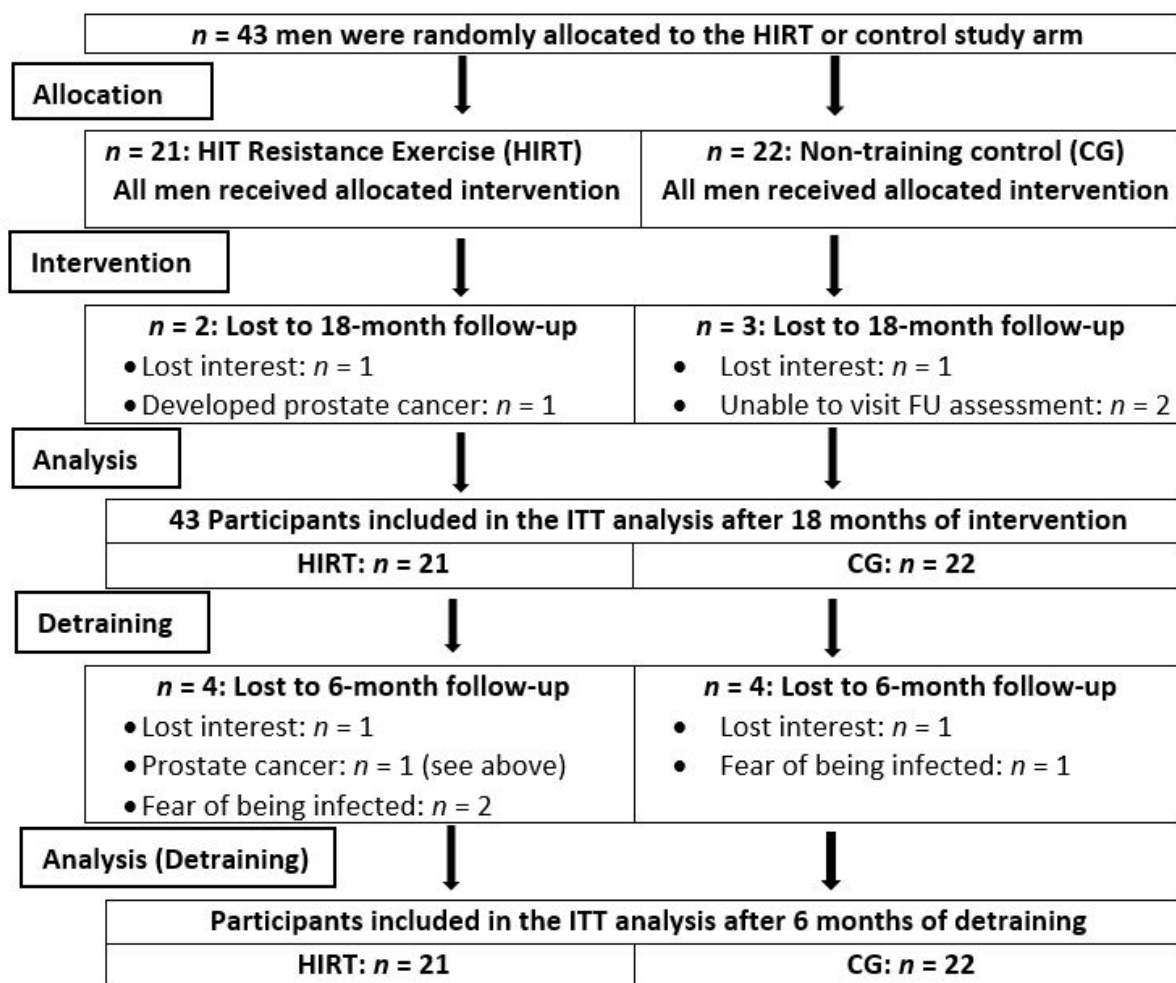 n = 43 men were randomly allocated to the HIRT or control study arm
Allocation
n = 21: HIT Resistance Exercise (HIRT)
All men received allocated intervention
n = 22: Non-training control (CG)
All men received allocated intervention
Intervention
n = 2: Lost to 18-month follow-up
• Lost interest: n = 1
• Developed prostate cancer: n = 1
n = 3: Lost to 18-month follow-up
• Lost interest: n = 1
• Unable to visit FU assessment: n = 2
Analysis
43 Participants included in the ITT analysis after 18 months of intervention
HIRT: n = 21
CG: n = 22
Detraining
n = 4: Lost to 6-month follow-up
• Lost interest: n = 1
• Prostate cancer: n = 1 (see above)
• Fear of being infected: n = 2
n = 4: Lost to 6-month follow-up
• Lost interest: n = 1
• Fear of being infected: n = 1
Analysis (Detraining)
Participants included in the ITT analysis after 6 months of detraining
HIRT: n = 21
CG: n = 22